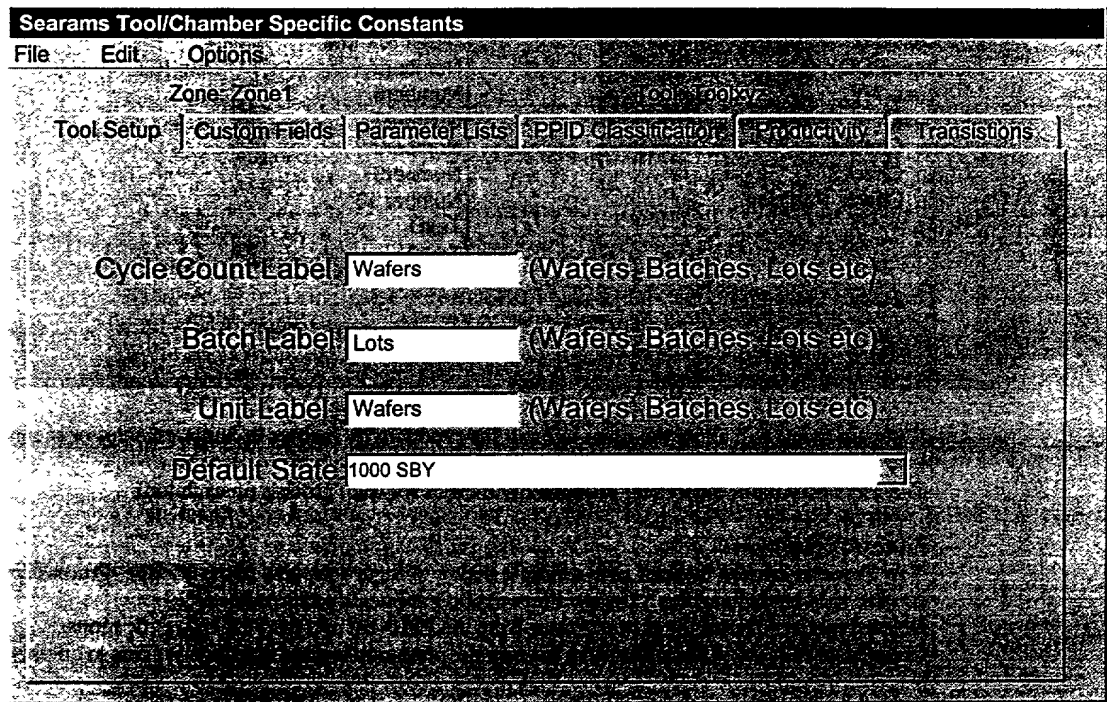 Searams Tool/Chamber Specific Constants
File Edit Options
Zone: Zone1 Tool: Toolxyz
Tool Setup Custom Fields Parameter Lists PPID Classification Productivity Transistions
Cycle Count Label: Wafers (Wafers, Batches, Lots etc)
Batch Label: Lots (Wafers, Batches, Lots etc)
Unit Label: Wafers (Wafers, Batches, Lots etc)
Default State 1000 SBY